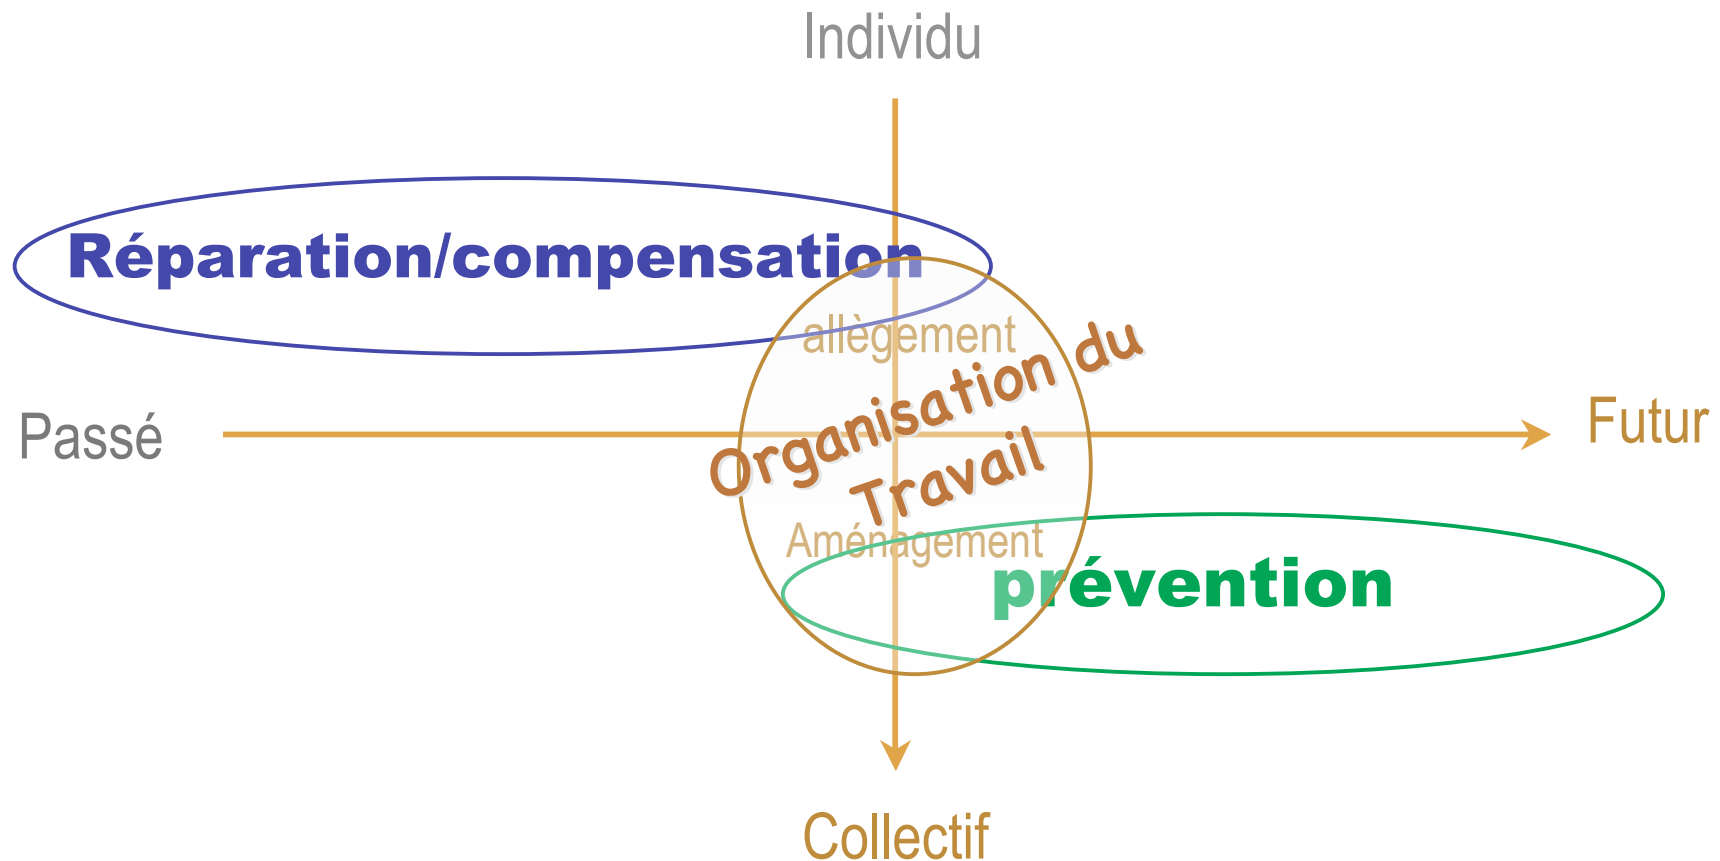 Individu
Réparation/compensation
allègement
Organisation du
Travail
Passé
Futur
Aménagement
prévention
Collectif